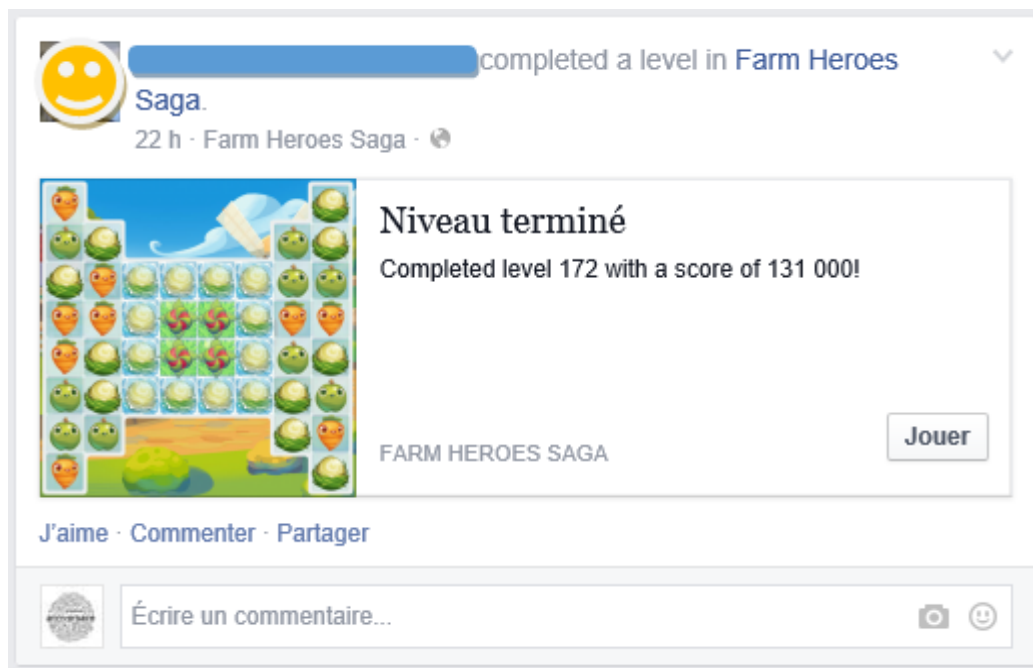 completed a level in Farm Heroes
Saga.
22 h · Farm Heroes Saga ·
Niveau terminé
Completed level 172 with a score of 131 000!
FARM HEROES SAGA
Jouer
J'aime · Commenter · Partager
Écrire un commentaire...